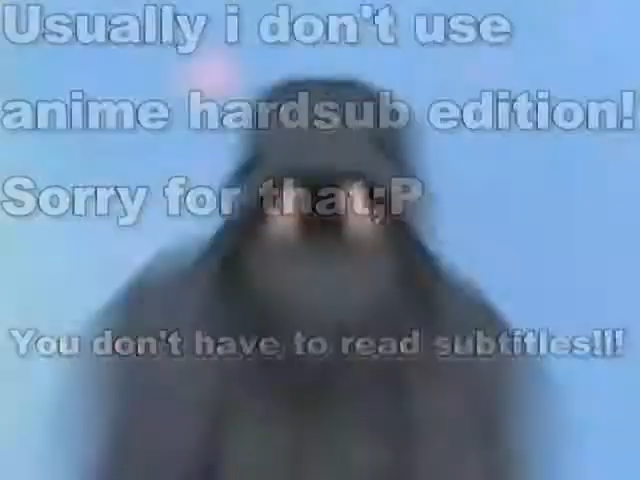 Usually i don't use
anime hardsub edition!
Sorry for that;P
You don't have to read subtitles!!!